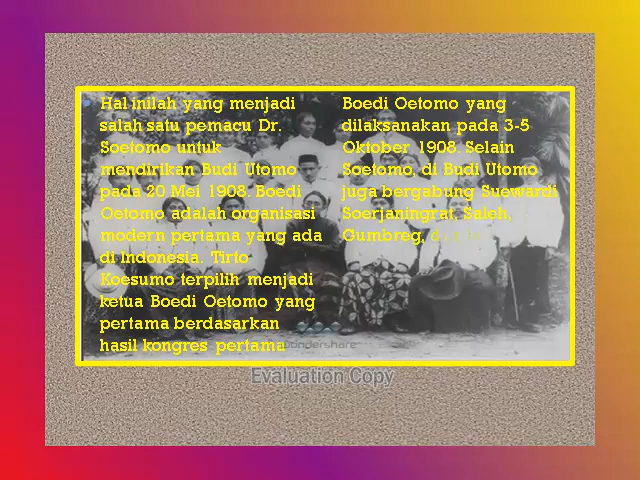 Hal inilah yang menjadi
salah satu pemacu Dr.
Soetomo untuk
mendirikan Budi Utomo
pada 20 Mei 1908. Boedi
Oetomo adalah organisasi
modern pertama yang ada
di Indonesia. Tirto
Koesumo terpilih menjadi
ketua Boedi Oetomo yang
pertama berdasarkan
hasil kongres pertama
Boedi Oetomo yang
dilaksanakan pada 3-5
Oktober 1908. Selain
Soetomo, di Budi Utomo
juga bergabung Suewardi
Soerjaningrat, Saleh,
Gumbreg,
Wondershare
Evaluation Copy